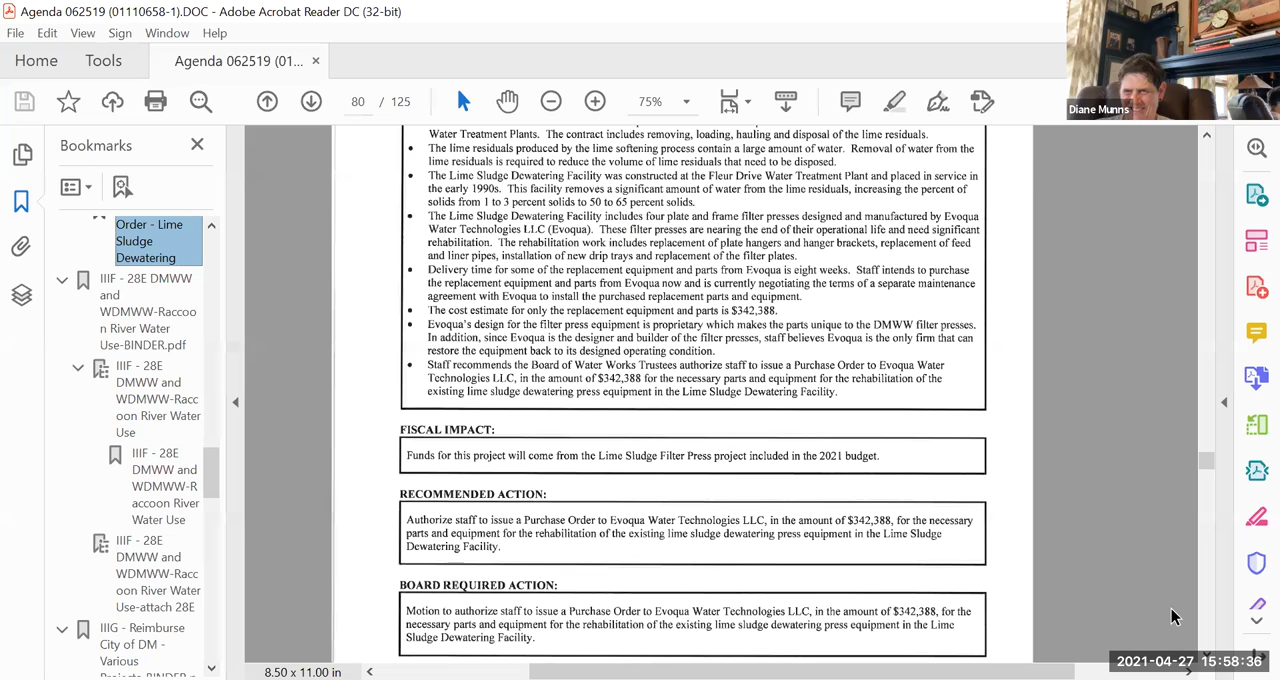 Agenda 062519 (01110658-1).DOC - Adobe Acrobat Reader DC (32-bit)
File Edit View Sign Window Help
Home Tools Agenda 062519 (01... ×
80 / 125 75%
Diane Munns
Bookmarks
Order - Lime
Sludge
Dewatering
IIIF - 28E DMWW
and
WDMWW-Raccoo
n River Water
Use-BINDER.pdf
IIIF - 28E
DMWW and
WDMWW-Racc
oon River Water
Use
IIIF - 28E
DMWW and
WDMWW-R
accoon River
Water Use
IIIF - 28E
DMWW and
WDMWW-Racc
oon River Water
Use-attach 28E
IIIG - Reimburse
City of DM -
Various
Projects-BINDER.p
Water Treatment Plants. The contract includes removing, loading, hauling and disposal of the lime residuals.
• The lime residuals produced by the lime softening process contain a large amount of water. Removal of water from the
lime residuals is required to reduce the volume of lime residuals that need to be disposed.
• The Lime Sludge Dewatering Facility was constructed at the Fleur Drive Water Treatment Plant and placed in service in
the early 1990s. This facility removes a significant amount of water from the lime residuals, increasing the percent of
solids from 1 to 3 percent solids to 50 to 65 percent solids.
• The Lime Sludge Dewatering Facility includes four plate and frame filter presses designed and manufactured by Evoqua
Water Technologies LLC (Evoqua). These filter presses are nearing the end of their operational life and need significant
rehabilitation. The rehabilitation work includes replacement of plate hangers and hanger brackets, replacement of feed
and liner pipes, installation of new drip trays and replacement of the filter plates.
• Delivery time for some of the replacement equipment and parts from Evoqua is eight weeks. Staff intends to purchase
the replacement equipment and parts from Evoqua now and is currently negotiating the terms of a separate maintenance
agreement with Evoqua to install the purchased replacement parts and equipment.
• The cost estimate for only the replacement equipment and parts is $342,388.
• Evoqua's design for the filter press equipment is proprietary which makes the parts unique to the DMWW filter presses.
In addition, since Evoqua is the designer and builder of the filter presses, staff believes Evoqua is the only firm that can
restore the equipment back to its designed operating condition.
• Staff recommends the Board of Water Works Trustees authorize staff to issue a Purchase Order to Evoqua Water
Technologies LLC, in the amount of $342,388 for the necessary parts and equipment for the rehabilitation of the
existing lime sludge dewatering press equipment in the Lime Sludge Dewatering Facility.
FISCAL IMPACT:
Funds for this project will come from the Lime Sludge Filter Press project included in the 2021 budget.
RECOMMENDED ACTION:
Authorize staff to issue a Purchase Order to Evoqua Water Technologies LLC, in the amount of $342,388, for the necessary
parts and equipment for the rehabilitation of the existing lime sludge dewatering press equipment in the Lime Sludge
Dewatering Facility.
BOARD REQUIRED ACTION:
Motion to authorize staff to issue a Purchase Order to Evoqua Water Technologies LLC, in the amount of $342,388, for the
necessary parts and equipment for the rehabilitation of the existing lime sludge dewatering press equipment in the Lime
Sludge Dewatering Facility.
8.50 x 11.00 in
2021-04-27 15:58:36